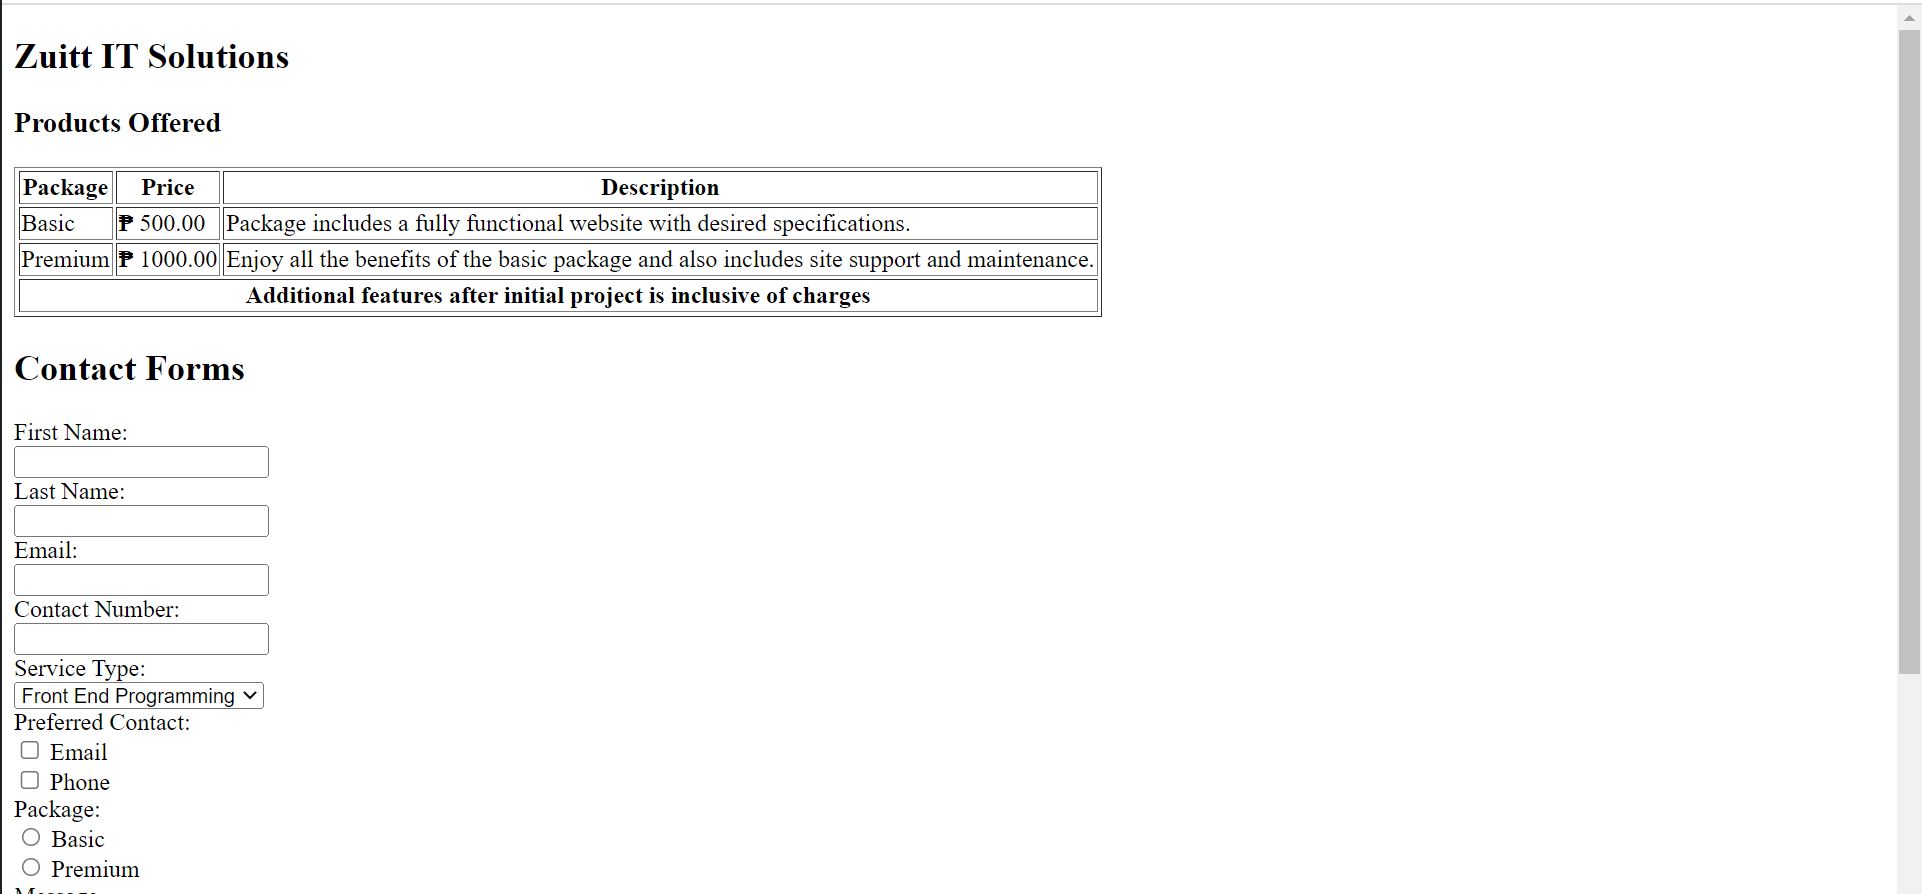 Zuitt IT Solutions
Products Offered
Package Price Description
Basic ₱ 500.00 Package includes a fully functional website with desired specifications.
Premium ₱ 1000.00 Enjoy all the benefits of the basic package and also includes site support and maintenance.
Additional features after initial project is inclusive of charges
Contact Forms
First Name:
Last Name:
Email:
Contact Number:
Service Type:
Front End Programming
Preferred Contact:
Email
Phone
Package:
Basic
Premium